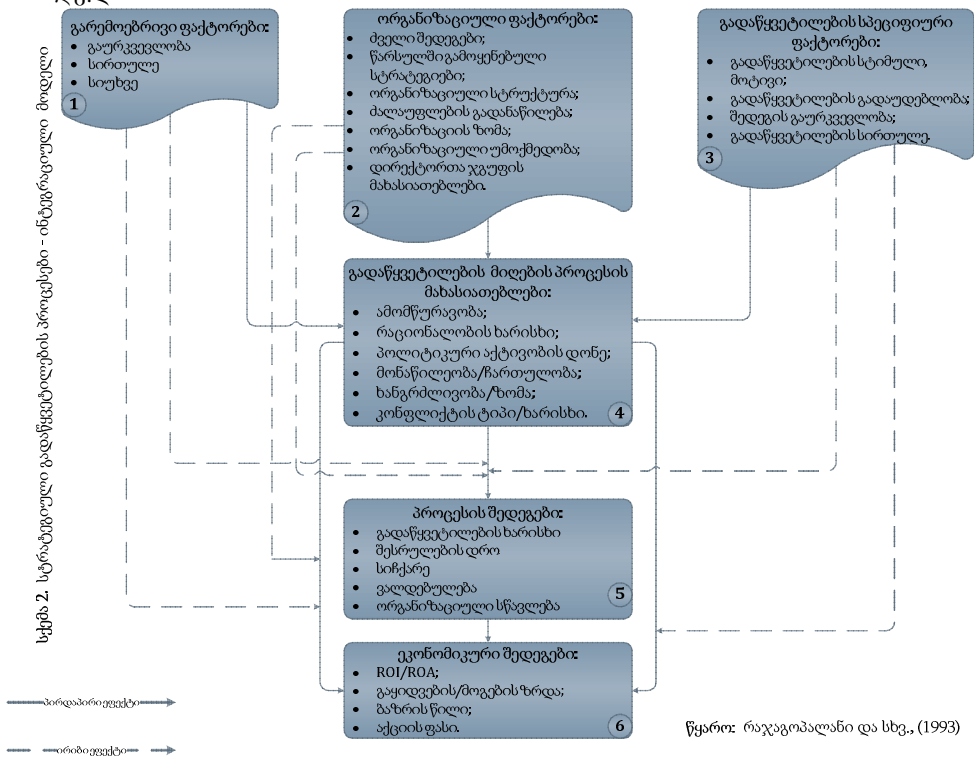 გარემოებრივი ფაქტორები:
• გაურკვევლობა
• სირთულე
• სიუხვე
1
ორგანიზაციული ფაქტორები:
• ძველი შედეგები;
• წარსულში გამოყენებული
სტრატეგიები;
• ორგანიზაციული სტრუქტურა;
• ძალაუფლების გადანაწილება;
• ორგანიზაციის ზომა;
• ორგანიზაციული უმოქმედობა;
• დირექტორთა ჯგუფის
მახასიათებლები.
2
გადაწყვეტილების სპეციფიური
ფაქტორები:
• გადაწყვეტილების სტიმული,
მოტივი;
• გადაწყვეტილების გადაუდებლობა;
• შედეგის გაურკვევლობა;
• გადაწყვეტილების სირთულე.
3
გადაწყვეტილების მიღების პროცესის
მახასიათებლები:
• ამომწურავობა;
• რაციონალობის ხარისხი;
• პოლიტიკური აქტივობის დონე;
• მონაწილეობა/ჩართულობა;
• ხანგრძლივობა/ზომა;
• კონფლიქტის ტიპი/ხარისხი.
4
პროცესის შედეგები:
• გადაწყვეტილების ხარისხი
• შესრულების დრო
• სიჩქარე
• ვალდებულება
• ორგანიზაციული სწავლება
5
ეკონომიკური შედეგები:
• ROI/ROA;
• გაყიდვების/მოგების ზრდა;
• ბაზრის წილი;
• აქციის ფასი.
6
სქემა 2. სტრატეგიული გადაწყვეტილების პროცესები - ინტეგრაციული მოდელი
პირდაპირი ეფექტი
ირიბი ეფექტი
წყარო: რაჯაგოპალანი და სხვ., (1993)